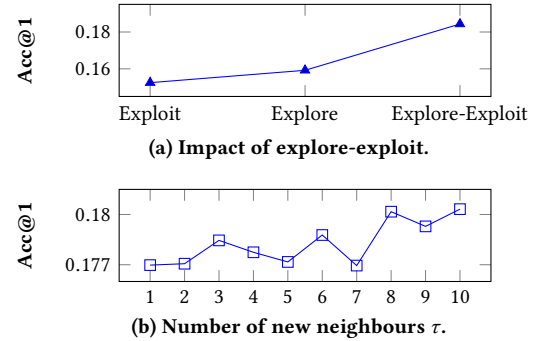 Acc@1
0.18
0.16
Exploit Explore Explore-Exploit
(a) Impact of explore-exploit.
Acc@1
0.18
0.177
1 2 3 4 5 6 7 8 9 10
(b) Number of new neighbours τ.